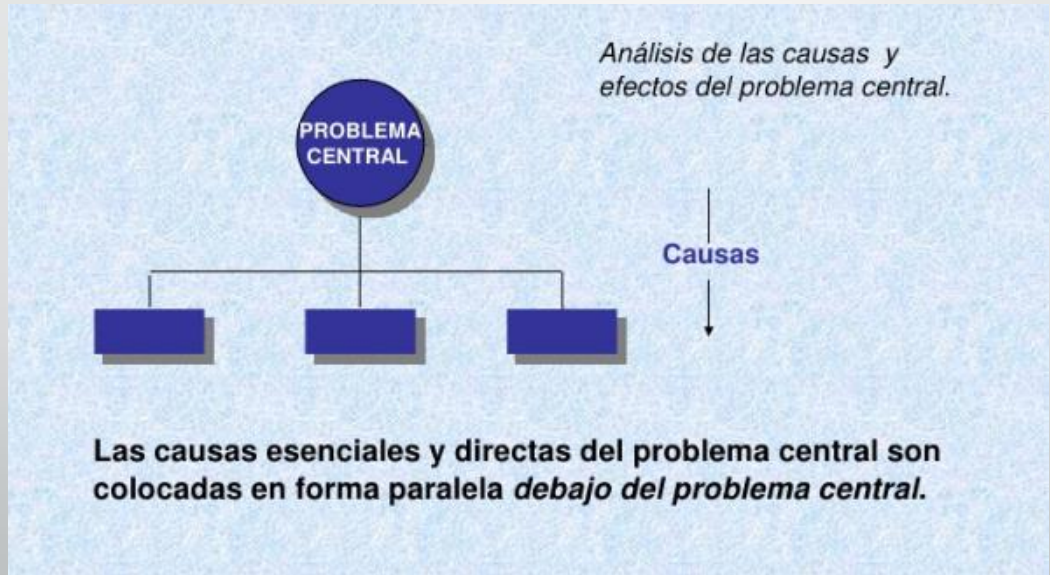 Análisis de las causas y
efectos del problema central.
PROBLEMA
CENTRAL
Causas
Las causas esenciales y directas del problema central son
colocadas en forma paralela debajo del problema central.